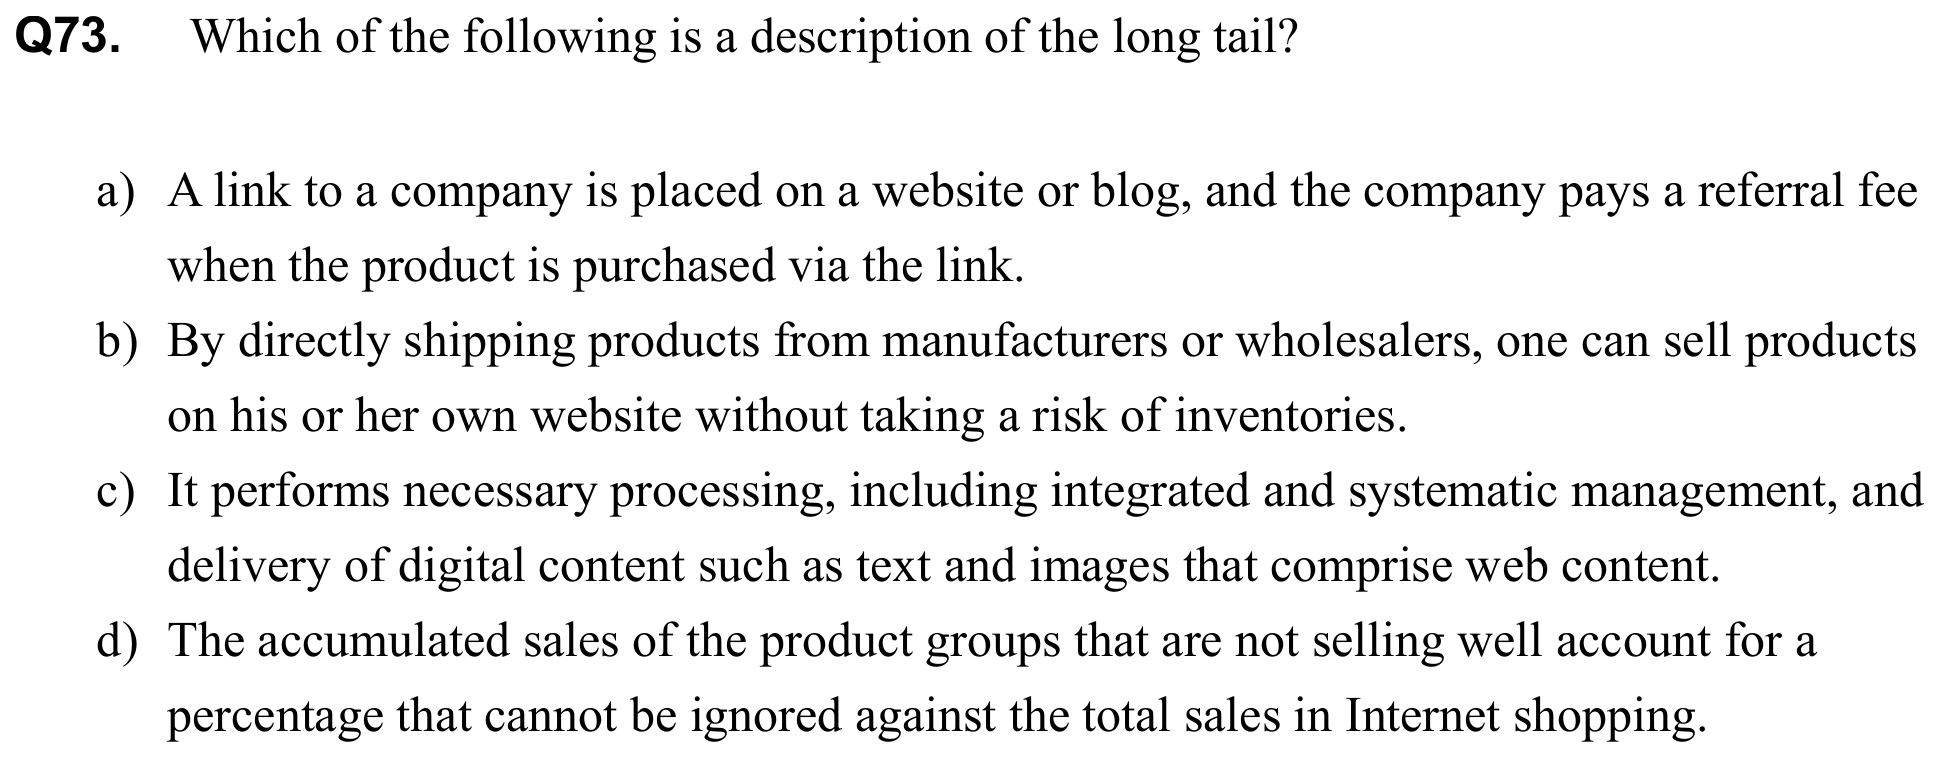 Q73. Which of the following is a description of the long tail?
a) A link to a company is placed on a website or blog, and the company pays a referral fee
when the product is purchased via the link.
b) By directly shipping products from manufacturers or wholesalers, one can sell products
on his or her own website without taking a risk of inventories.
c) It performs necessary processing, including integrated and systematic management, and
delivery of digital content such as text and images that comprise web content.
d) The accumulated sales of the product groups that are not selling well account for a
percentage that cannot be ignored against the total sales in Internet shopping.